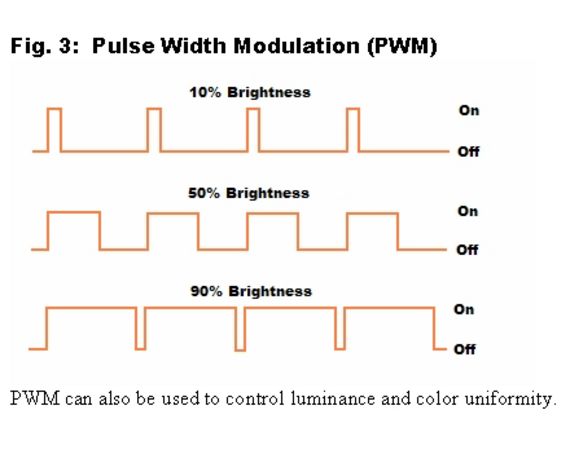 Fig. 3: Pulse Width Modulation (PWM)
10% Brightness
On
Off
50% Brightness
On
Off
90% Brightness
On
Off
PWM can also be used to control luminance and color uniformity.